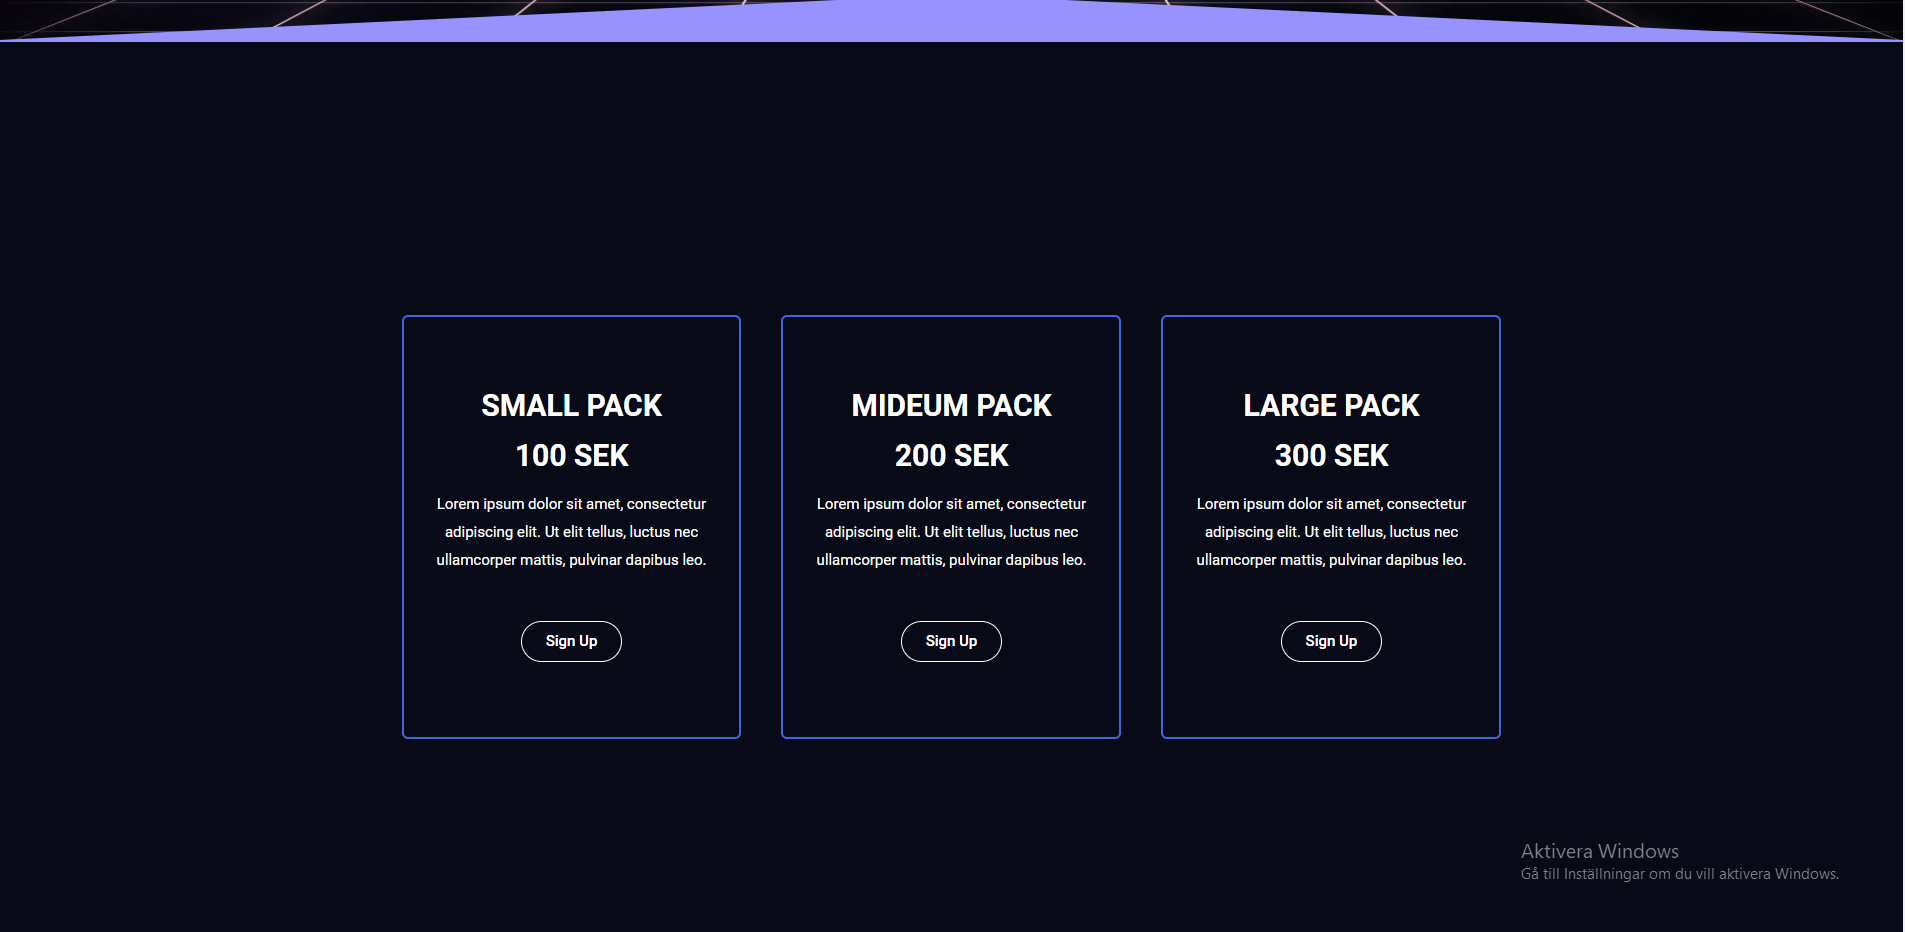 SMALL PACK
100 SEK
Lorem ipsum dolor sit amet, consectetur
adipiscing elit. Ut elit tellus, luctus nec
ullamcorper mattis, pulvinar dapibus leo.
Sign Up
MIDEUM PACK
200 SEK
Lorem ipsum dolor sit amet, consectetur
adipiscing elit. Ut elit tellus, luctus nec
ullamcorper mattis, pulvinar dapibus leo.
Sign Up
LARGE PACK
300 SEK
Lorem ipsum dolor sit amet, consectetur
adipiscing elit. Ut elit tellus, luctus nec
ullamcorper mattis, pulvinar dapibus leo.
Sign Up
Aktivera Windows
Gå till Inställningar om du vill aktivera Windows.